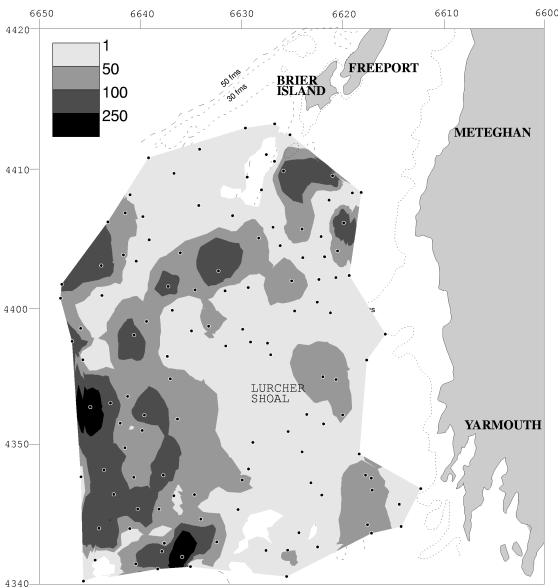 6650 6640 6630 6620 6610 6600
4420
1
50
100
250
50 fms
30 fms
BRIER
ISLAND
FREEPORT
METEGHAN
4410
4400
LURCHER
SHOAL
YARMOUTH
4350
4340